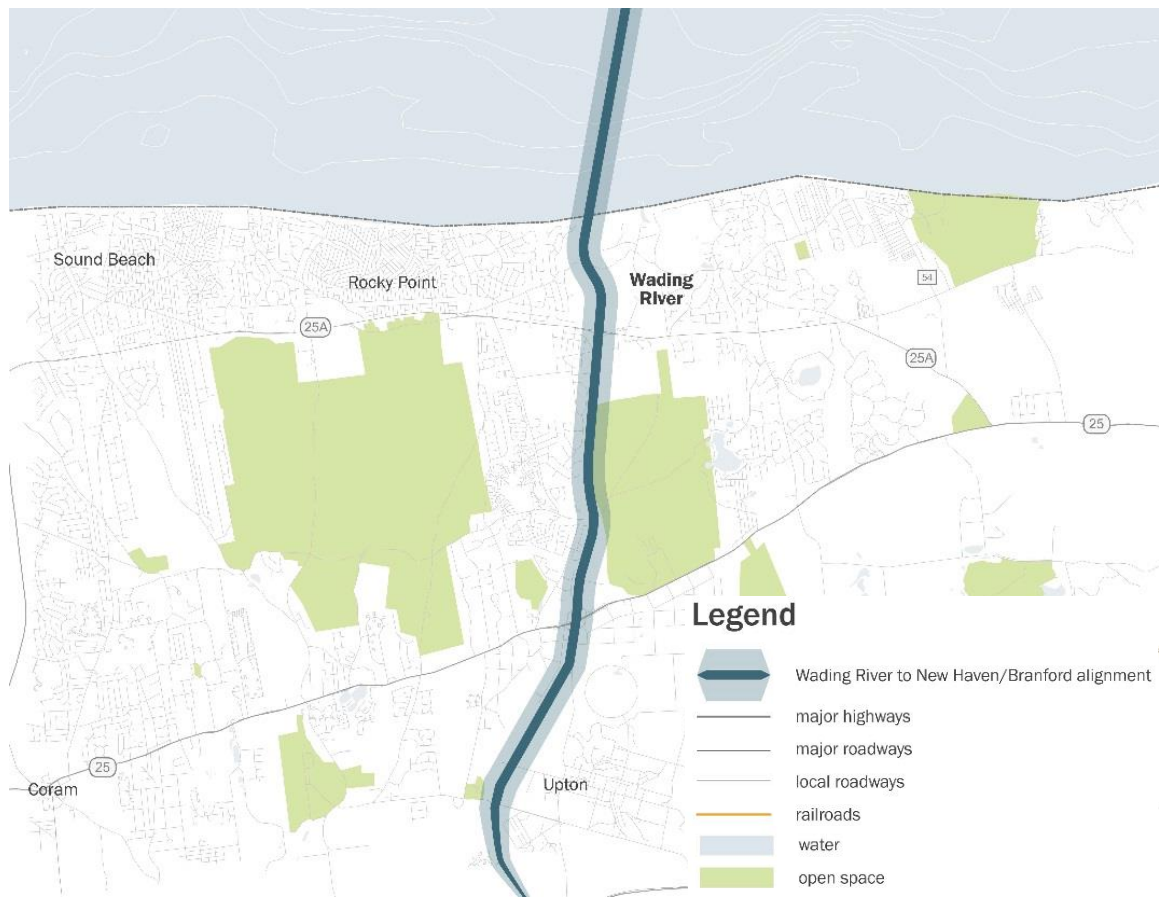 Sound Beach
Rocky Point
Wading
River
54
25A
25A
25
Legend
Wading River to New Haven/Branford alignment
major highways
major roadways
local roadways
railroads
water
open space
25
Coram
Upton